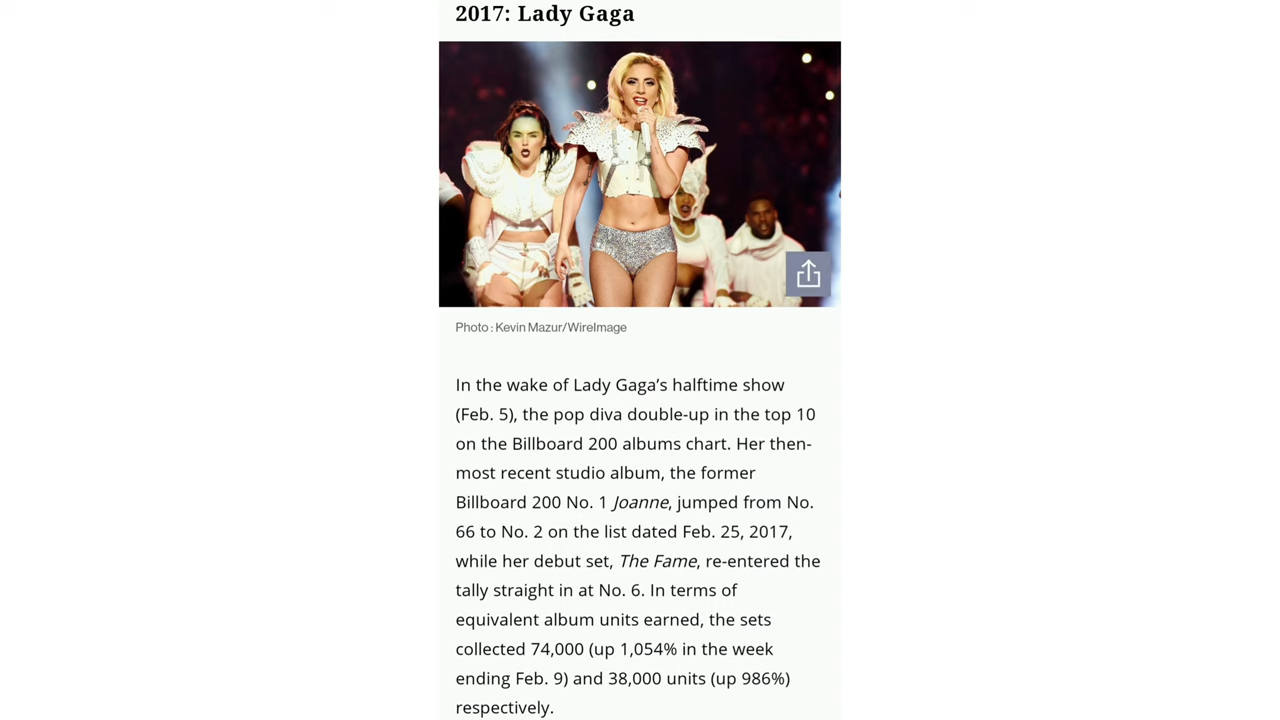 2017: Lady Gaga
Photo : Kevin Mazur/WireImage
In the wake of Lady Gaga’s halftime show
(Feb. 5), the pop diva double-up in the top 10
on the Billboard 200 albums chart. Her then-
most recent studio album, the former
Billboard 200 No. 1 Joanne, jumped from No.
66 to No. 2 on the list dated Feb. 25, 2017,
while her debut set, The Fame, re-entered the
tally straight in at No. 6. In terms of
equivalent album units earned, the sets
collected 74,000 (up 1,054% in the week
ending Feb. 9) and 38,000 units (up 986%)
respectively.